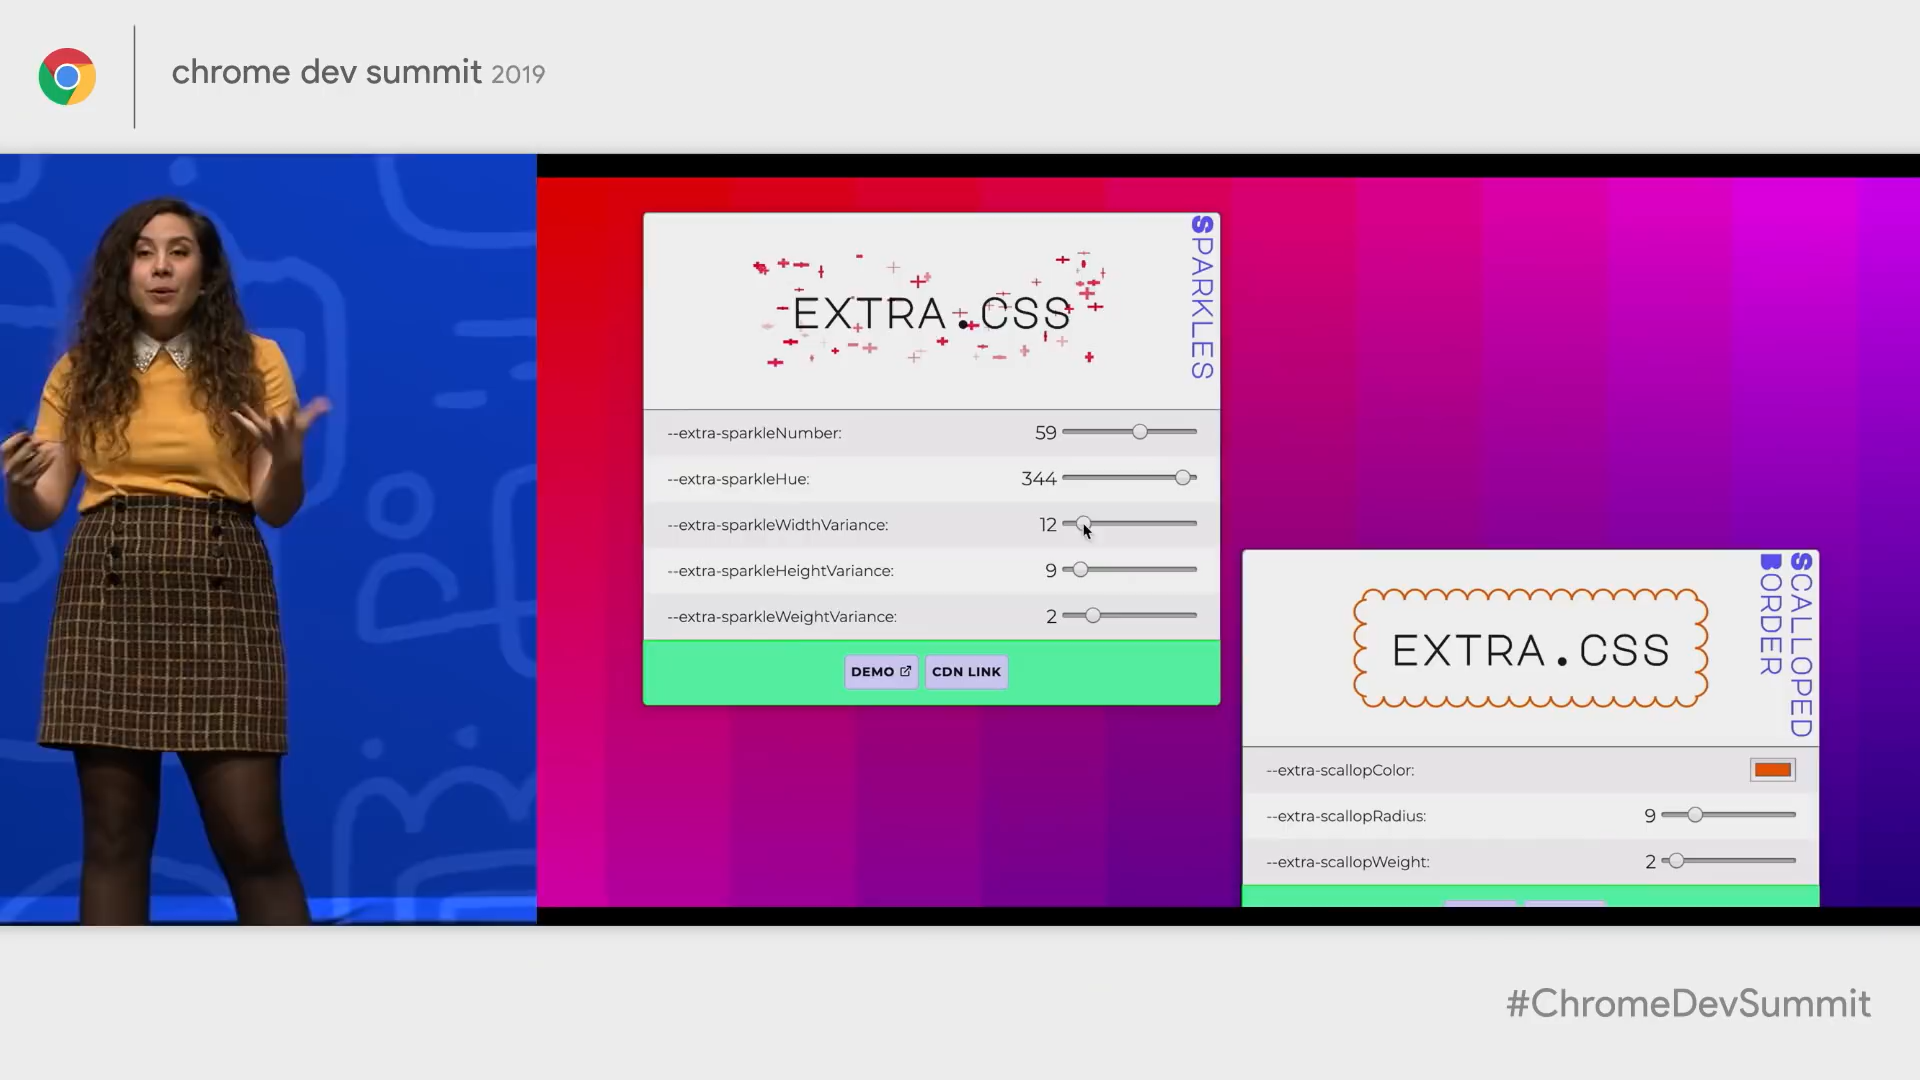 chrome dev summit 2019
SPARKLES
EXTRA.CSS
--extra-sparkleNumber: 59
--extra-sparkleHue: 344
--extra-sparkleWidthVariance: 12
--extra-sparkleHeightVariance: 9
--extra-sparkleWeightVariance: 2
DEMO CDN LINK
SCALLOPED
BORDER
EXTRA.CSS
--extra-scallopColor:
--extra-scallopRadius: 9
--extra-scallopWeight: 2
#ChromeDevSummit